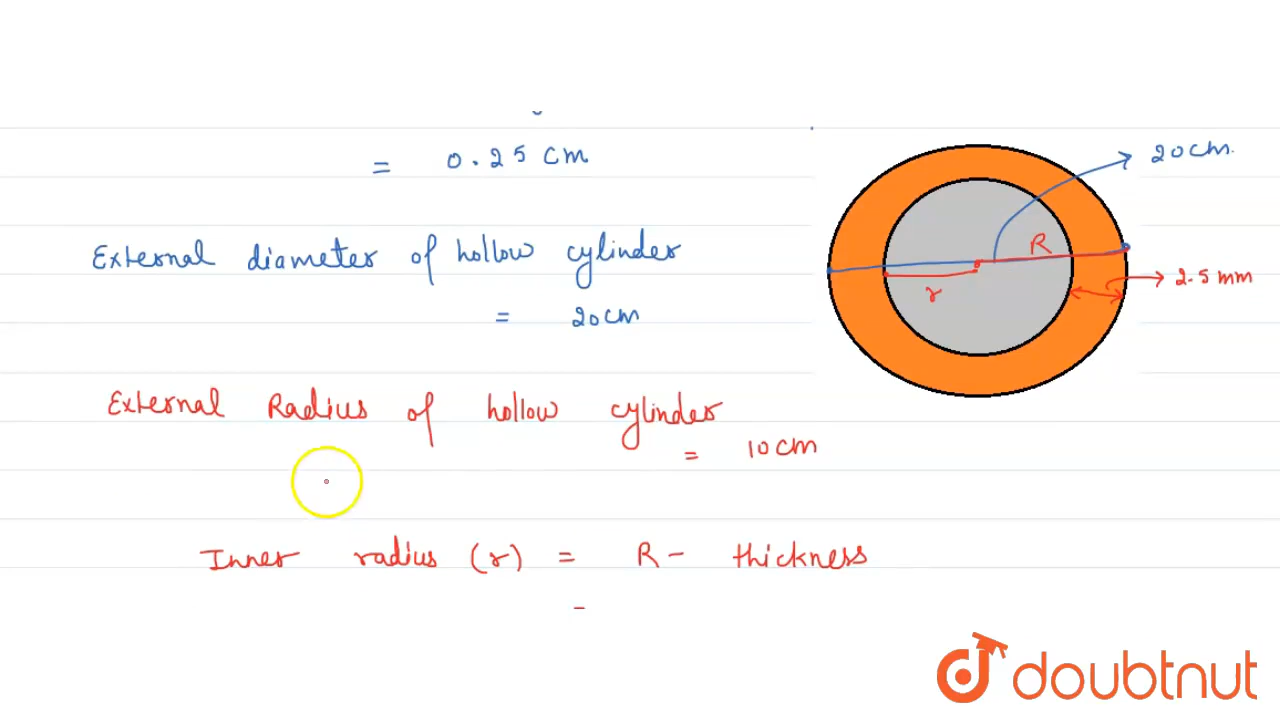 = 0.25 cm
External diameter of hollow cylinder
= 20cm
External Radius of hollow cylinder
= 10cm
Inner radius (r) = R - thickness
=
20cm.
R
r
2.5 mm
doubtnut